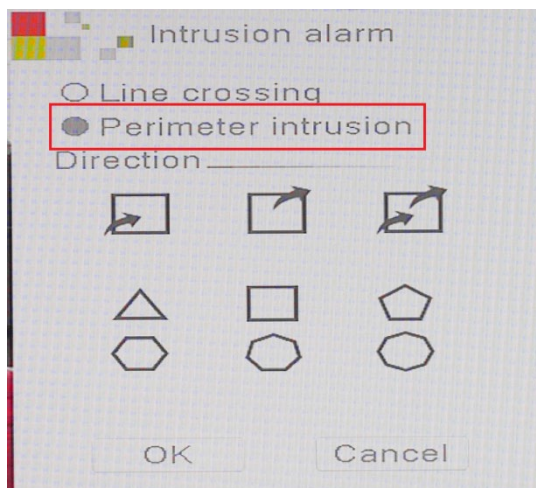 Intrusion alarm
Line crossing
Perimeter intrusion
Direction
OK
Cancel